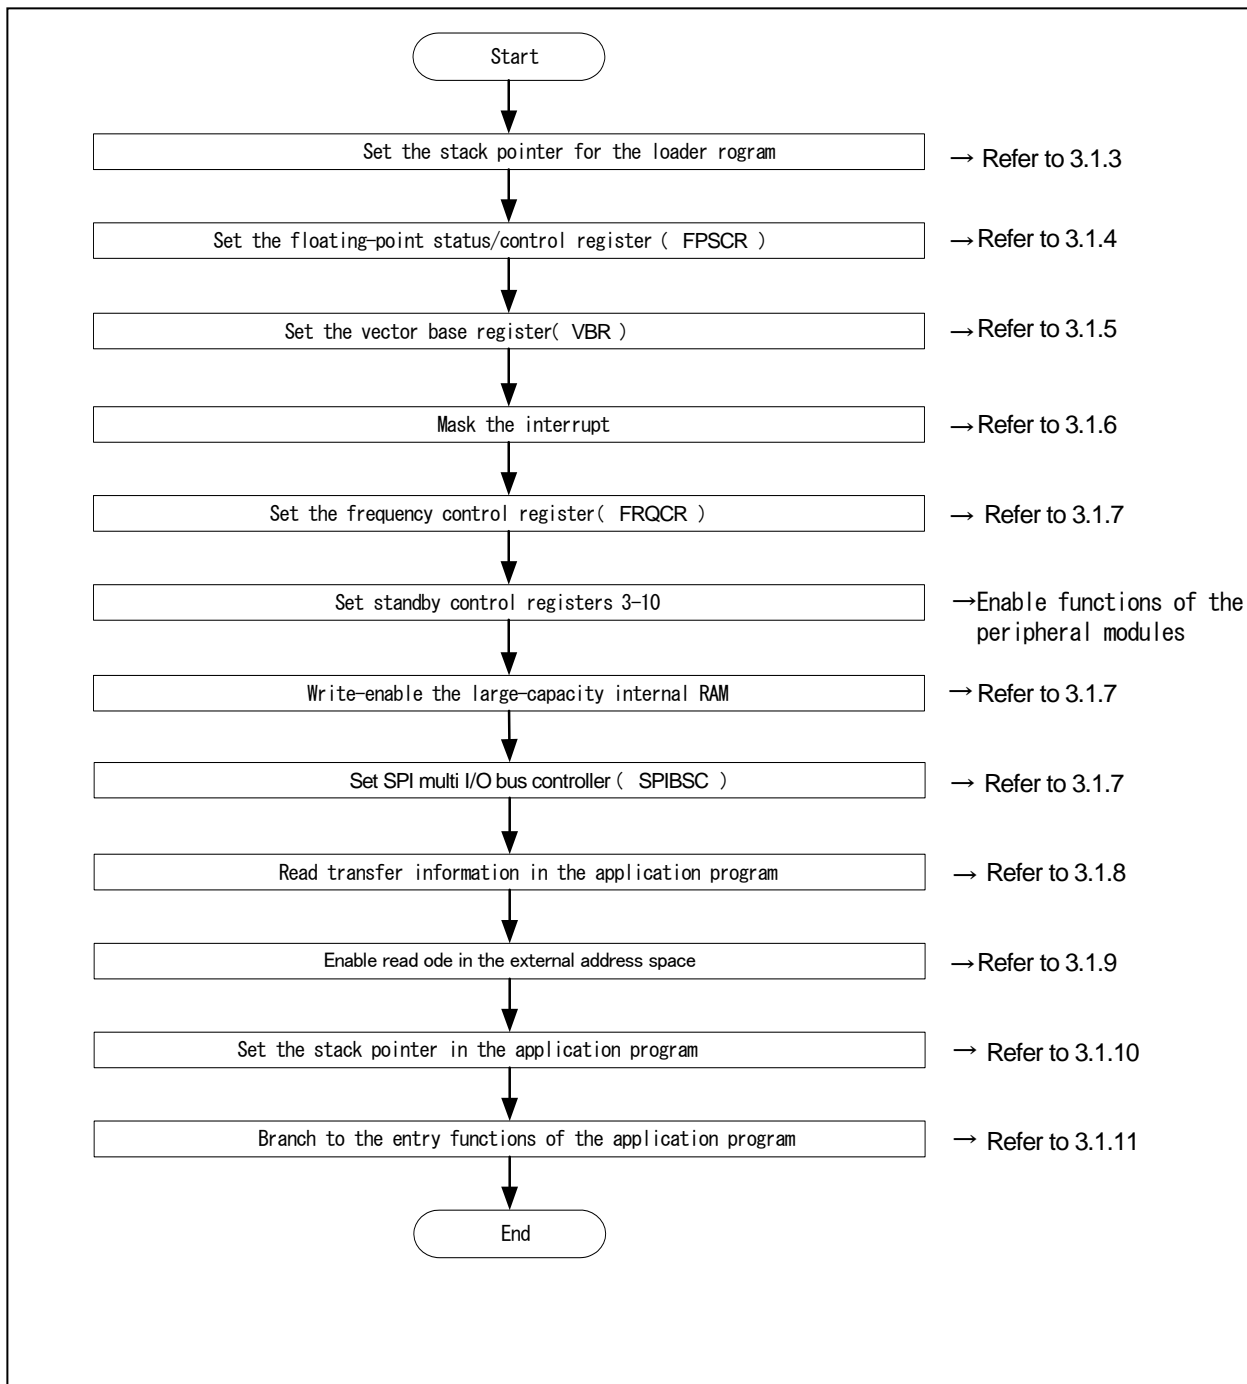 Start
Set the stack pointer for the loader rogram
→ Refer to 3.1.3
Set the floating-point status/control register ( FPSCR )
→ Refer to 3.1.4
Set the vector base register( VBR )
→ Refer to 3.1.5
Mask the interrupt
→ Refer to 3.1.6
Set the frequency control register( FRQCR )
→ Refer to 3.1.7
Set standby control registers 3-10
→Enable functions of the
peripheral modules
Write-enable the large-capacity internal RAM
→ Refer to 3.1.7
Set SPI multi I/O bus controller ( SPIBSC )
→ Refer to 3.1.7
Read transfer information in the application program
→ Refer to 3.1.8
Enable read ode in the external address space
→ Refer to 3.1.9
Set the stack pointer in the application program
→ Refer to 3.1.10
Branch to the entry functions of the application program
→ Refer to 3.1.11
End